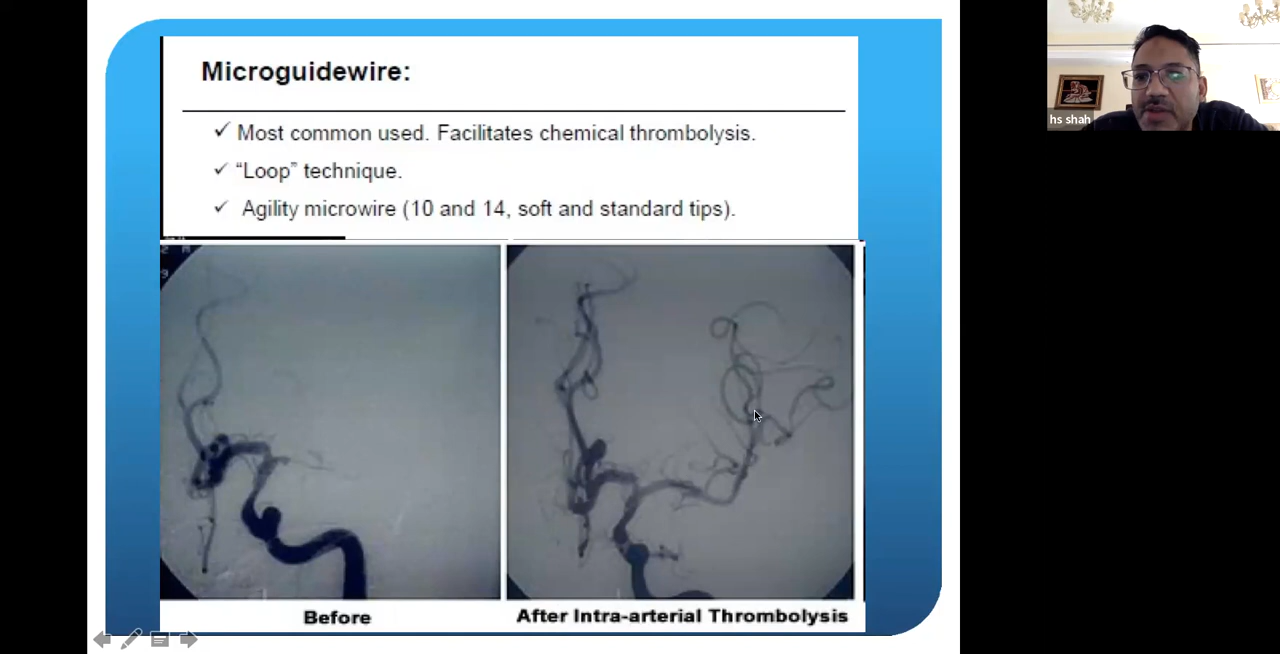 Microguidewire:
✓ Most common used. Facilitates chemical thrombolysis.
✓ “Loop” technique.
✓ Agility microwire (10 and 14, soft and standard tips).
Before
After Intra-arterial Thrombolysis
hs shah